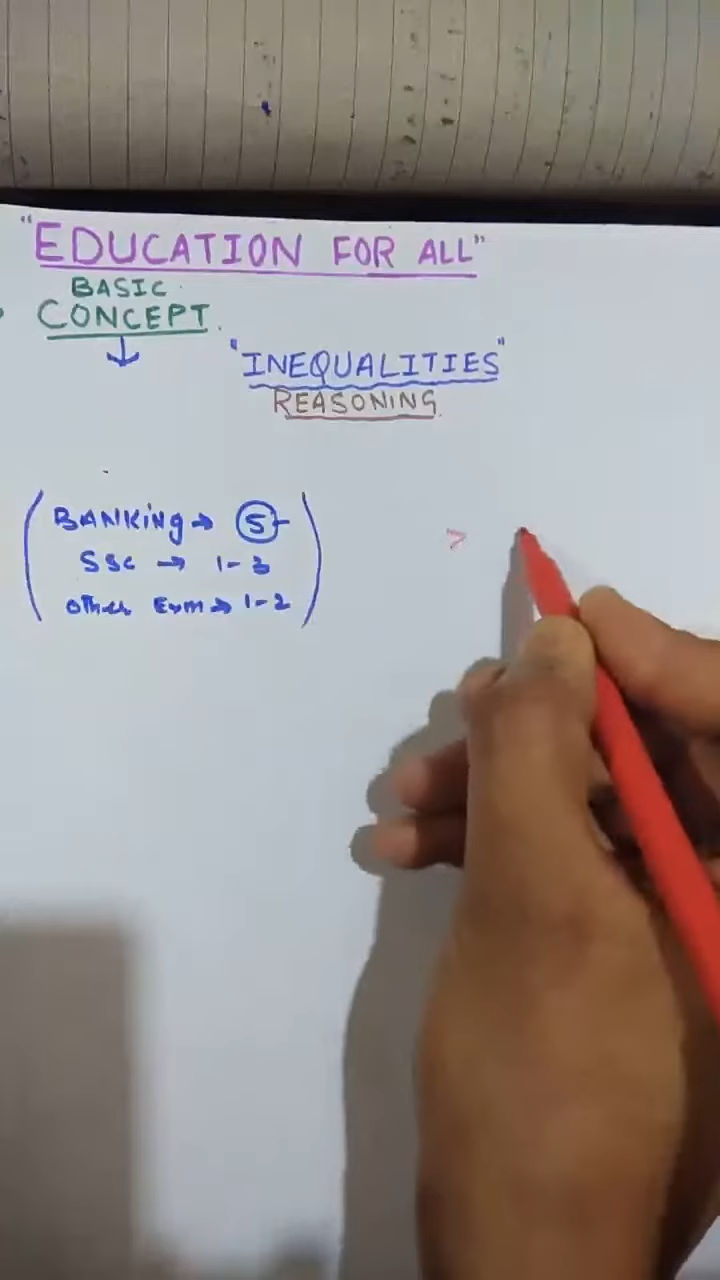 "EDUCATION FOR ALL"
BASIC
CONCEPT.
"INEQUALITIES"
REASONING.
BANKING → 5
SSC → 1-3
Other Exm → 1-2
>